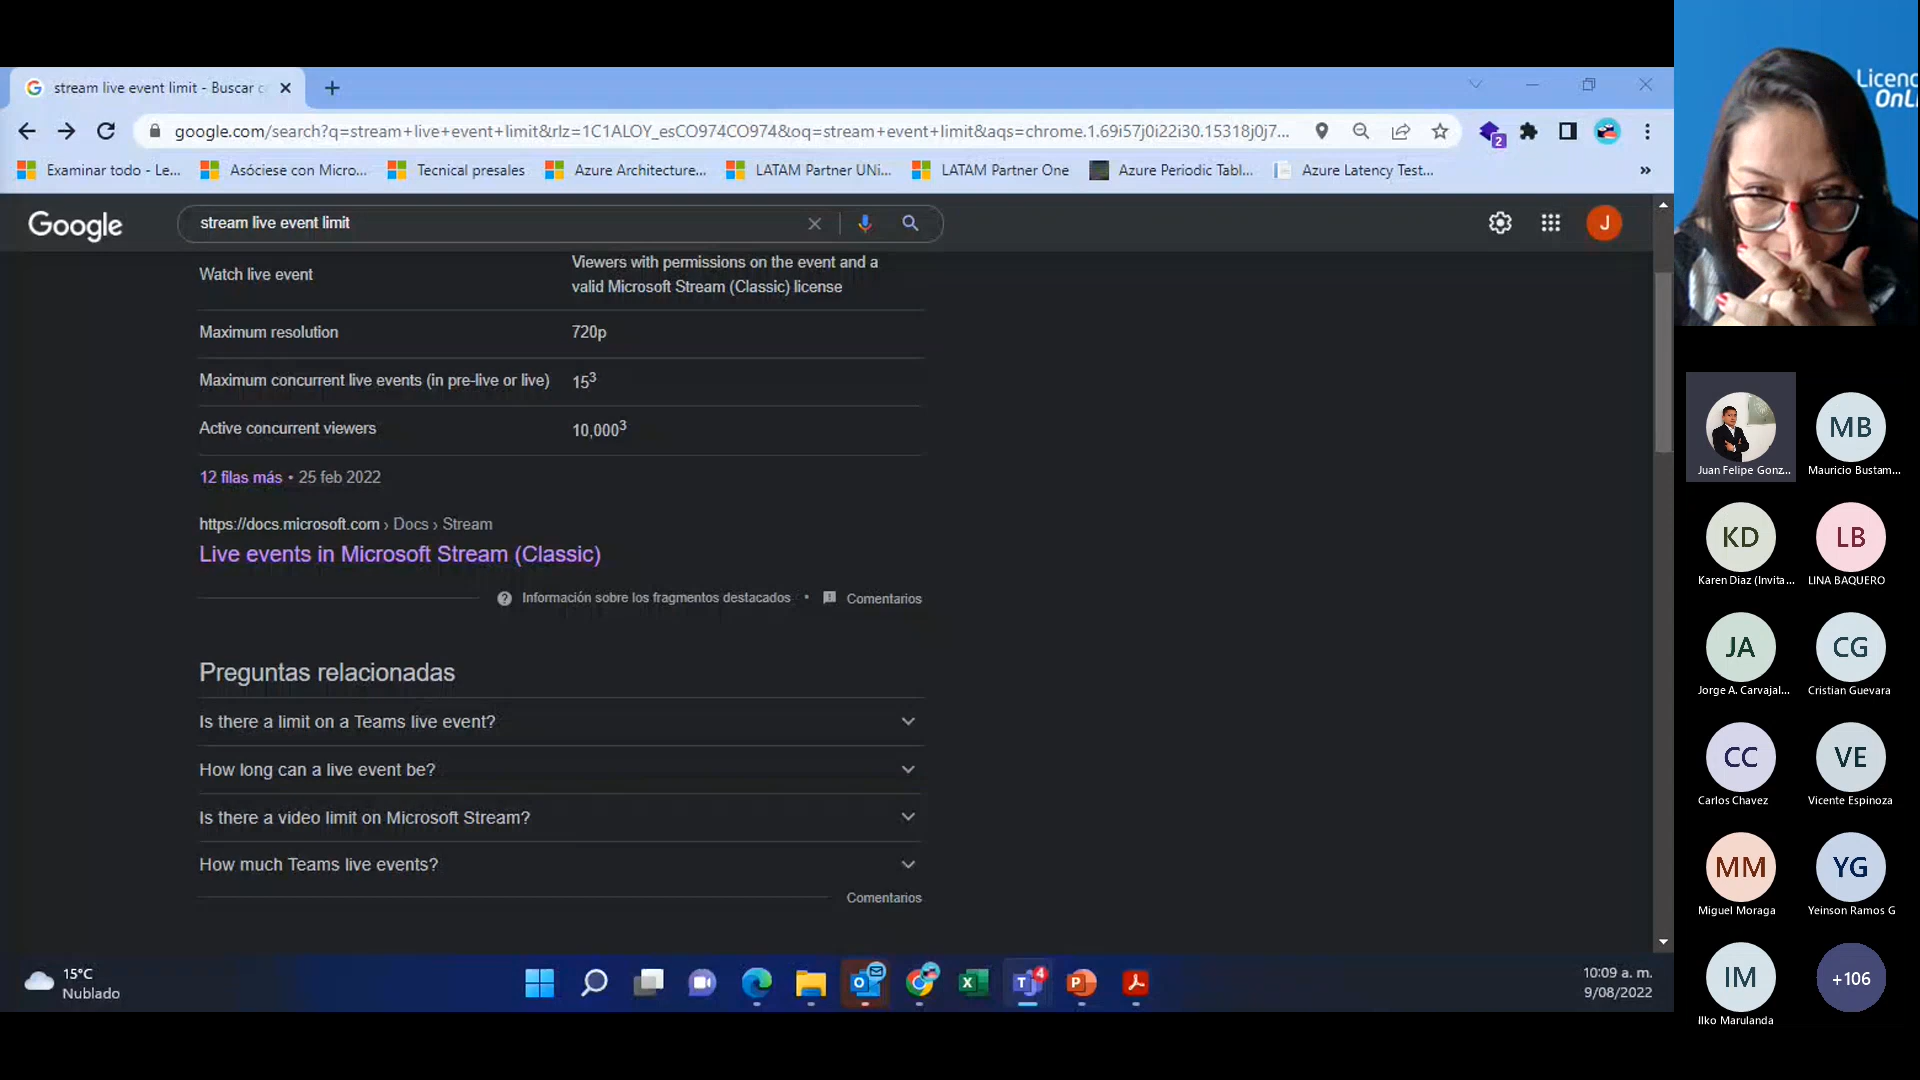 stream live event limit - Buscar c
google.com/search?q=stream+live+event+limit&rlz=1C1ALOY_esCO974CO974&oq=stream+event+limit&aqs=chrome.1.69i57j0i22i30.15318j0j7...
2
Examinar todo - Le... Asóciese con Micro... Tecnical presales Azure Architecture... LATAM Partner UNi... LATAM Partner One Azure Periodic Tabl... Azure Latency Test... »
Google stream live event limit J
Watch live event
Viewers with permissions on the event and a
valid Microsoft Stream (Classic) license
Maximum resolution 720p
Maximum concurrent live events (in pre-live or live) 15³
Active concurrent viewers 10,000³
12 filas más • 25 feb 2022
https://docs.microsoft.com › Docs › Stream
Live events in Microsoft Stream (Classic)
Información sobre los fragmentos destacados • Comentarios
Preguntas relacionadas
Is there a limit on a Teams live event?
How long can a live event be?
Is there a video limit on Microsoft Stream?
How much Teams live events?
Comentarios
15°C
Nublado
4
10:09 a. m.
9/08/2022
Licenc
OnLi
Juan Felipe Gonz...
MB
Mauricio Bustam...
KD
Karen Diaz (Invita...
LB
LINA BAQUERO
JA
Jorge A. Carvajal...
CG
Cristian Guevara
CC
Carlos Chavez
VE
Vicente Espinoza
MM
Miguel Moraga
YG
Yeinson Ramos G
IM
Ilko Marulanda
+106